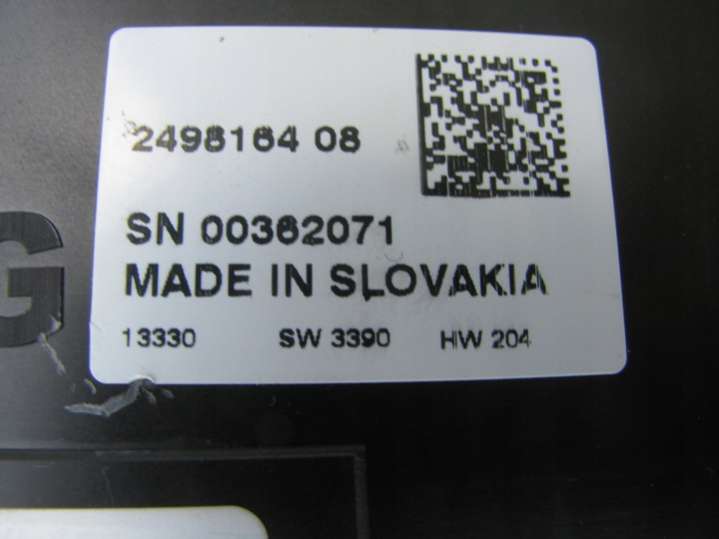 2498164 08
SN 00362071
MADE IN SLOVAKIA
13330 SW 3390 HW 204
G